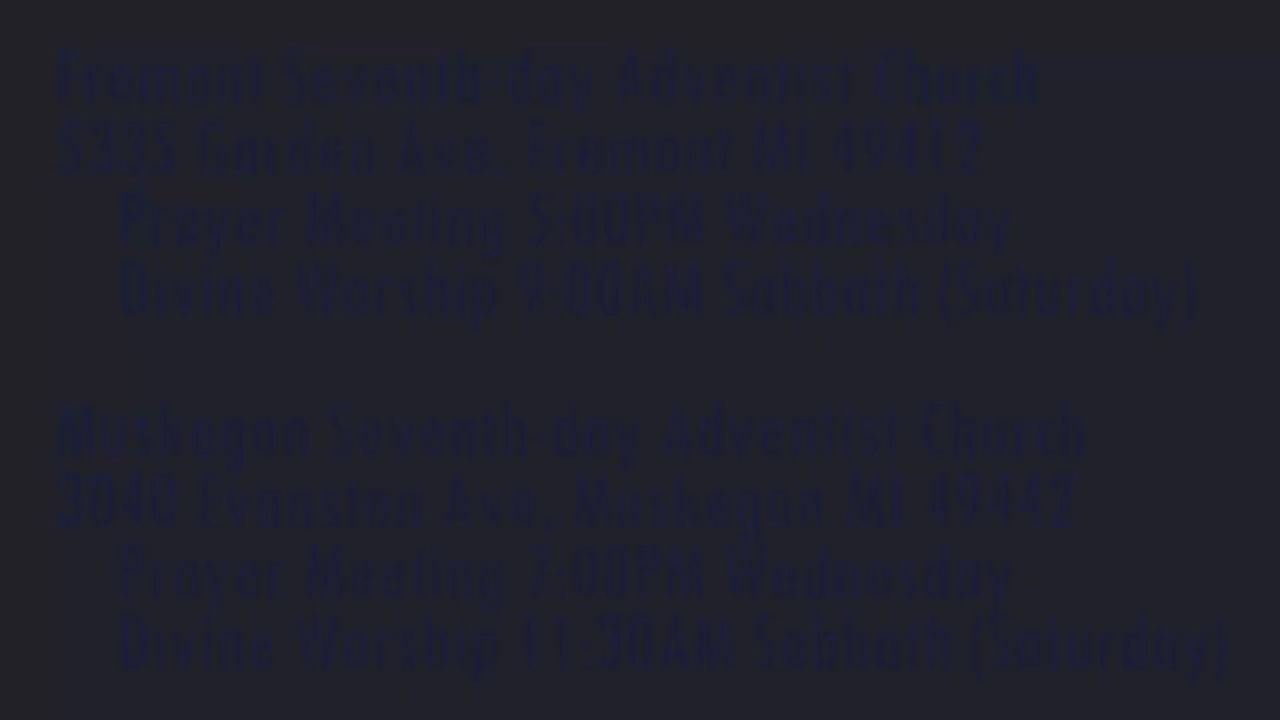 Fremont Seventh-day Adventist Church
5335 Garden Ave, Fremont MI 49412
Prayer Meeting 5:00PM Wednesday
Divine Worship 9:00AM Sabbath (Saturday)
Muskegon Seventh-day Adventist Church
3040 Evanston Ave, Muskegon MI 49442
Prayer Meeting 7:00PM Wednesday
Divine Worship 11:30AM Sabbath (Saturday)